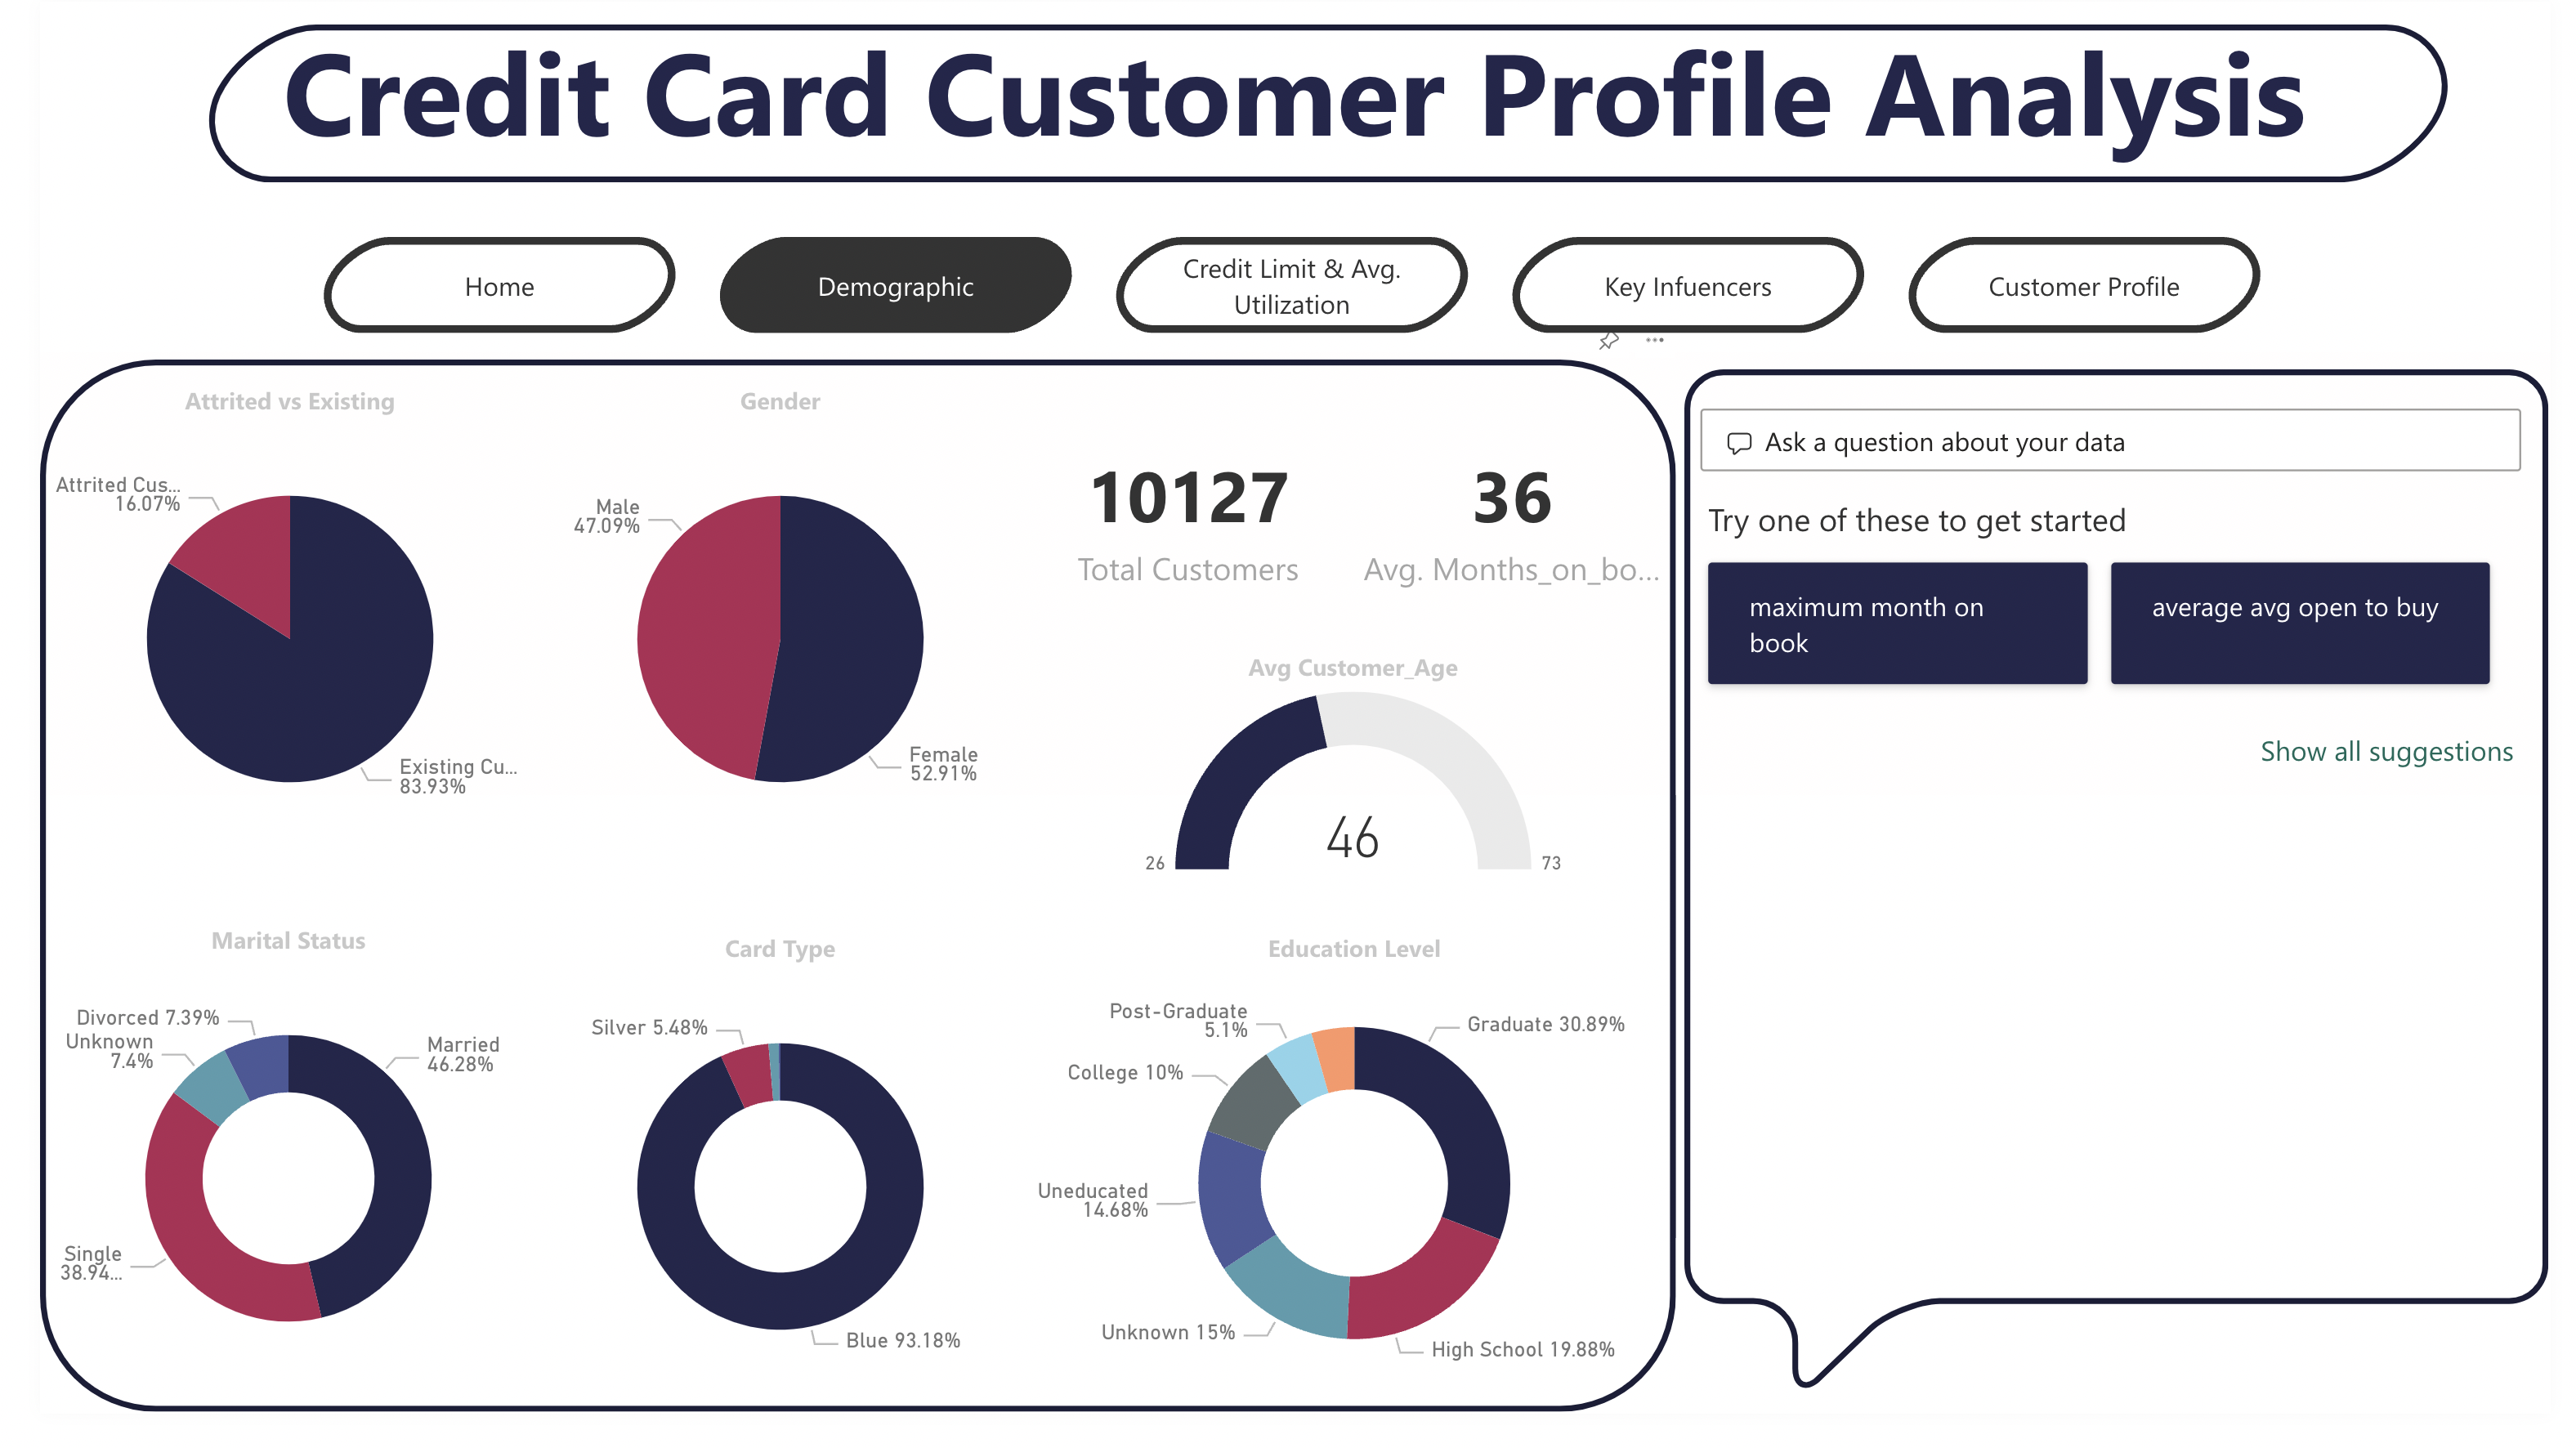 Credit Card Customer Profile Analysis
Home
Demographic
Credit Limit & Avg.
Utilization
Key Infuencers
Customer Profile
Attrited vs Existing
Attrited Cus...
16.07%
Existing Cu...
83.93%
Gender
Male
47.09%
Female
52.91%
10127
Total Customers
36
Avg. Months_on_bo...
Avg Customer_Age
46
26
73
Marital Status
Divorced 7.39%
Unknown
7.4%
Married
46.28%
Single
38.94...
Card Type
Silver 5.48%
Blue 93.18%
Education Level
Post-Graduate
5.1%
Graduate 30.89%
College 10%
Uneducated
14.68%
Unknown 15%
High School 19.88%
Ask a question about your data
Try one of these to get started
maximum month on
book
average avg open to buy
Show all suggestions